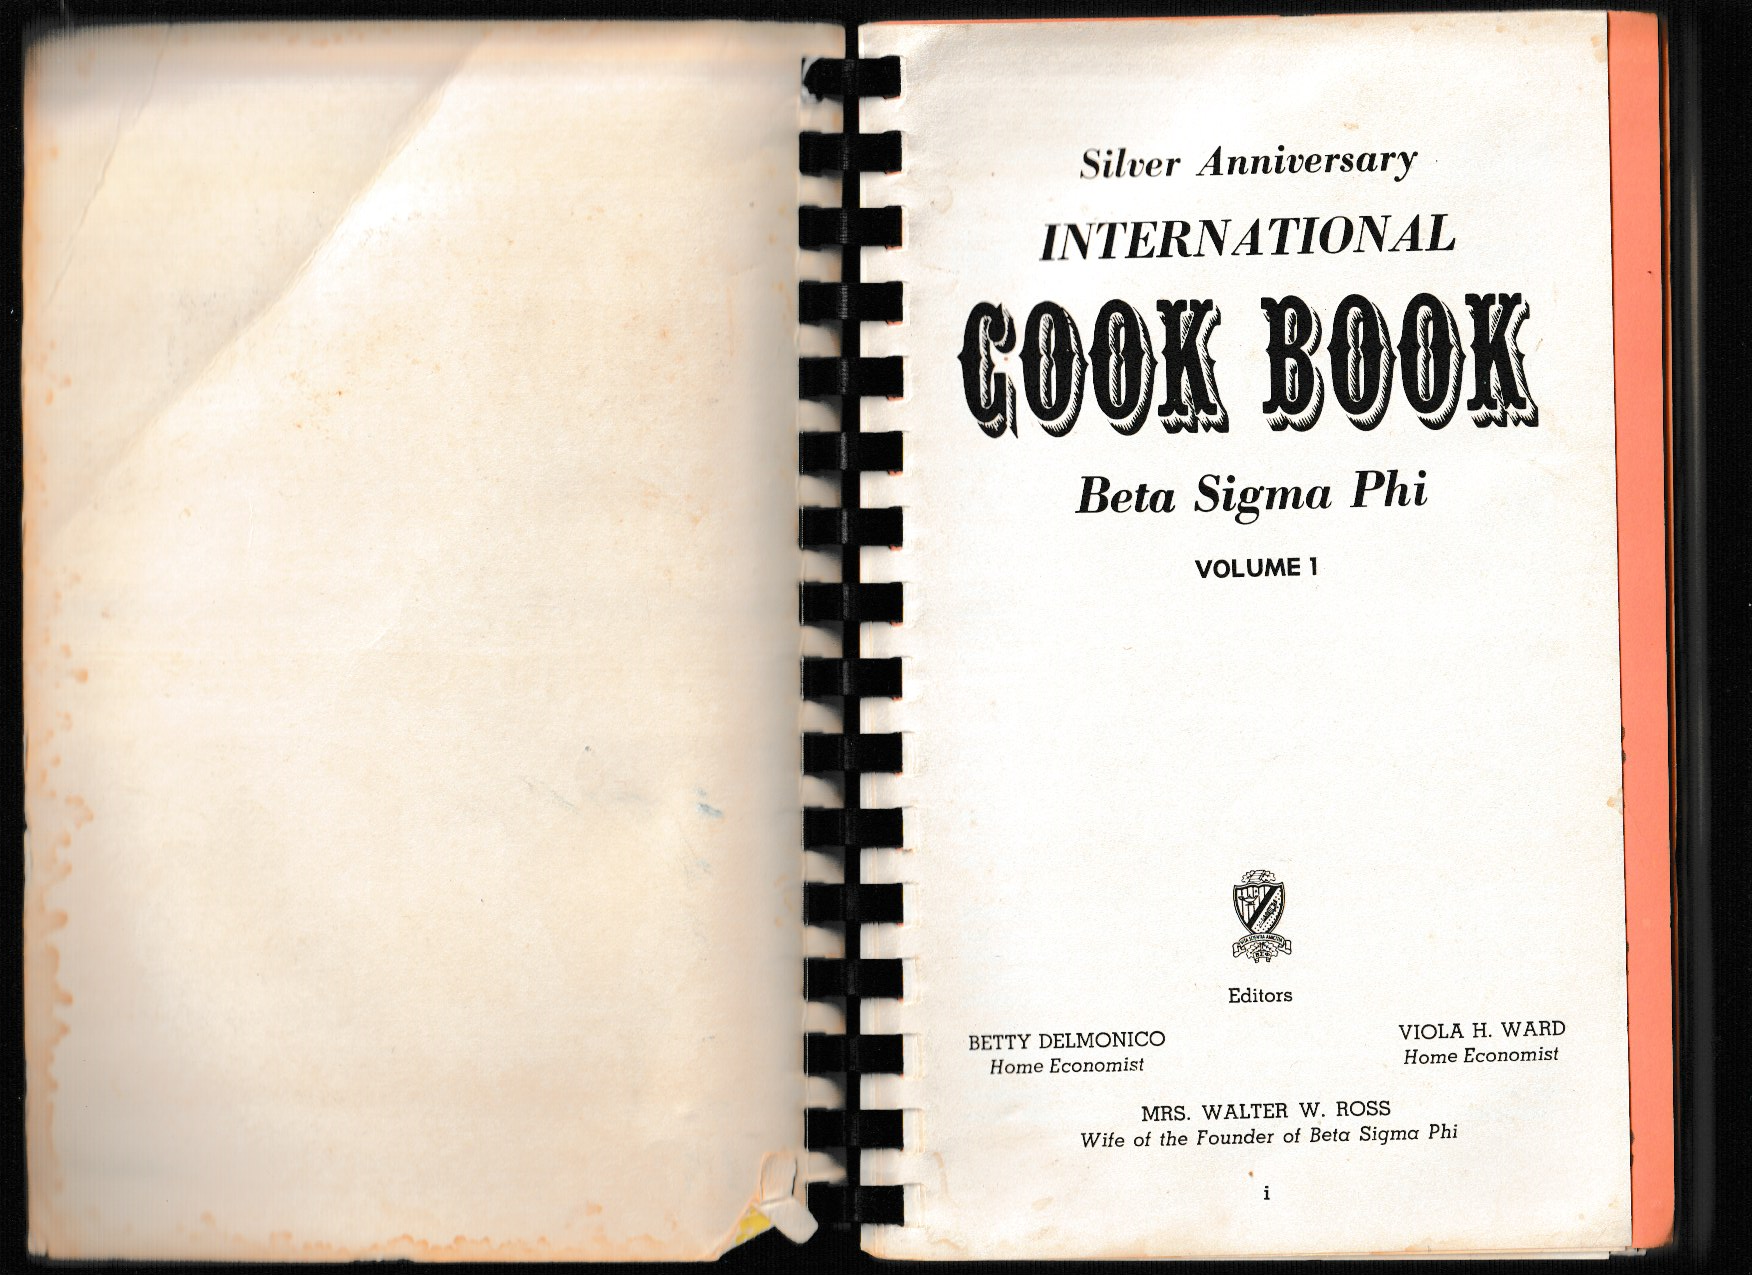 Silver Anniversary
INTERNATIONAL
COOK BOOK
Beta Sigma Phi
VOLUME 1
Editors
BETTY DELMONICO
Home Economist
VIOLA H. WARD
Home Economist
MRS. WALTER W. ROSS
Wife of the Founder of Beta Sigma Phi
i